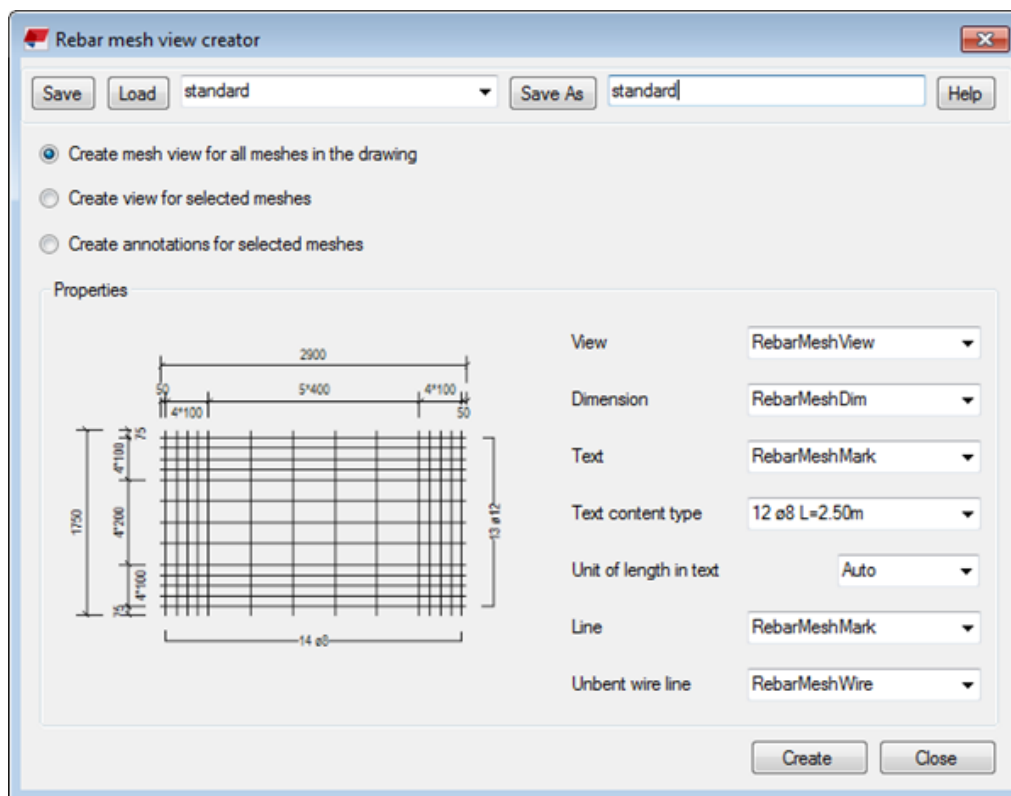 Rebar mesh view creator
Save Load standard Save As standard Help
Create mesh view for all meshes in the drawing
Create view for selected meshes
Create annotations for selected meshes
Properties
2900
50 5*400 4*100
4*100 50
75
4*100
1750
4*200
4*100
75
13 ø12
14 ø8
View RebarMeshView
Dimension RebarMeshDim
Text RebarMeshMark
Text content type 12 ø8 L=2.50m
Unit of length in text Auto
Line RebarMeshMark
Unbent wire line RebarMeshWire
Create Close